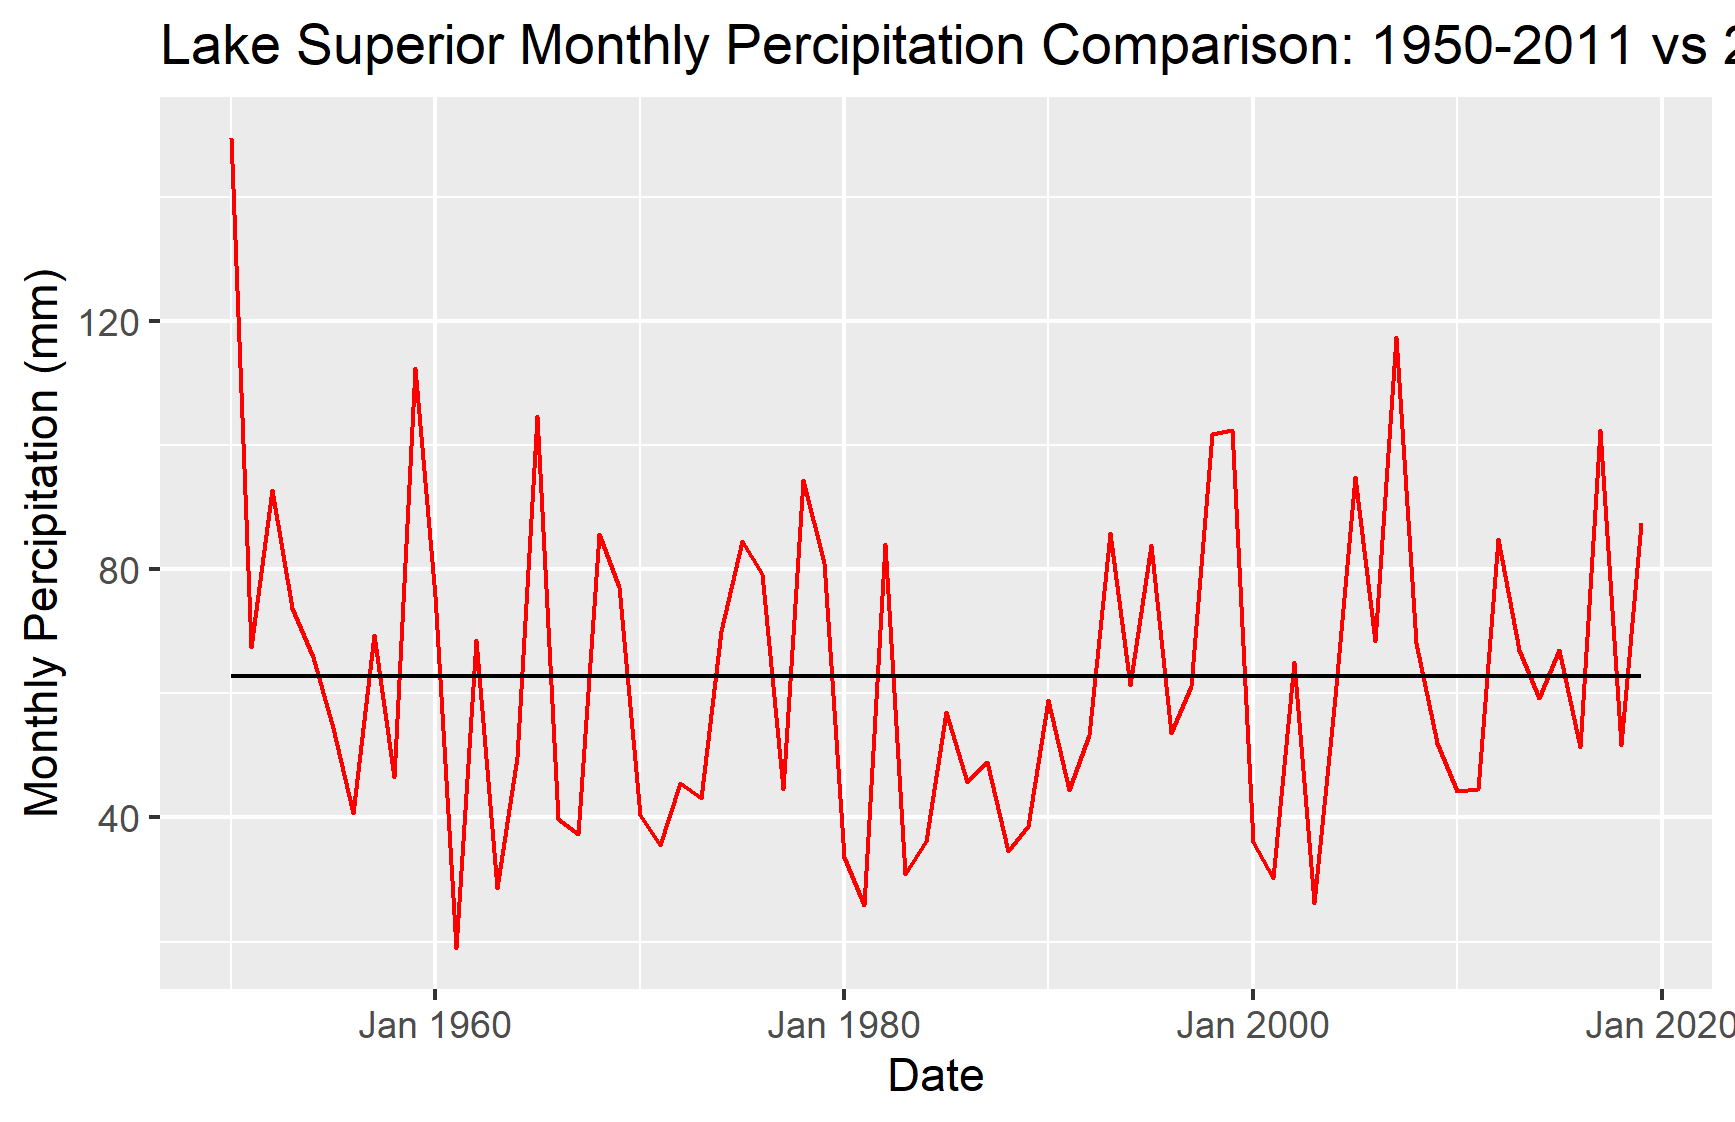 Lake Superior Monthly Percipitation Comparison: 1950-2011 vs 2
Monthly Percipitation (mm)
120
80
40
Jan 1960
Jan 1980
Jan 2000
Jan 2020
Date